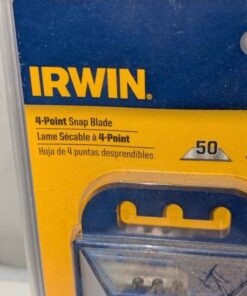 IRWIN.
4-Point Snap Blade
Lame Sécable à 4-Point
Hoja de 4 puntas desprendibles
50